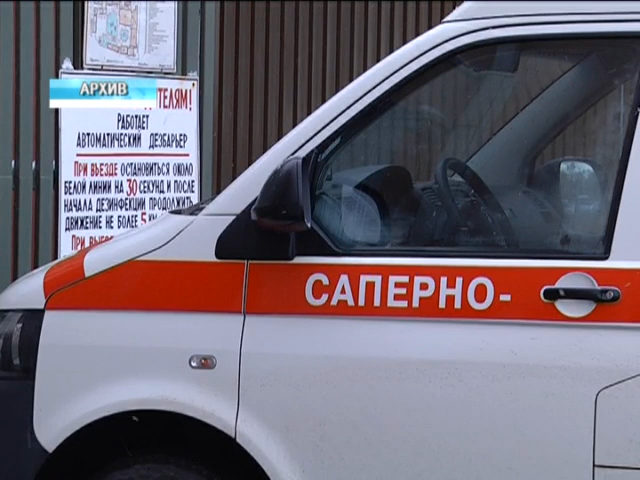 АРХИВ
ТЕЛЯМ!
РАБОТАЕТ
АВТОМАТИЧЕСКИЙ ДЕЗБАРЬЕР
ПРИ ВЪЕЗДЕ ОСТАНОВИТЬСЯ ОКОЛО
БЕЛОЙ ЛИНИИ НА 30 СЕКУНД И ПОСЛЕ
НАЧАЛА ДЕЗИНФЕКЦИИ ПРОДОЛЖИТЬ
ДВИЖЕНИЕ НЕ БОЛЕЕ 5
ПРИ
САПЕРНО-